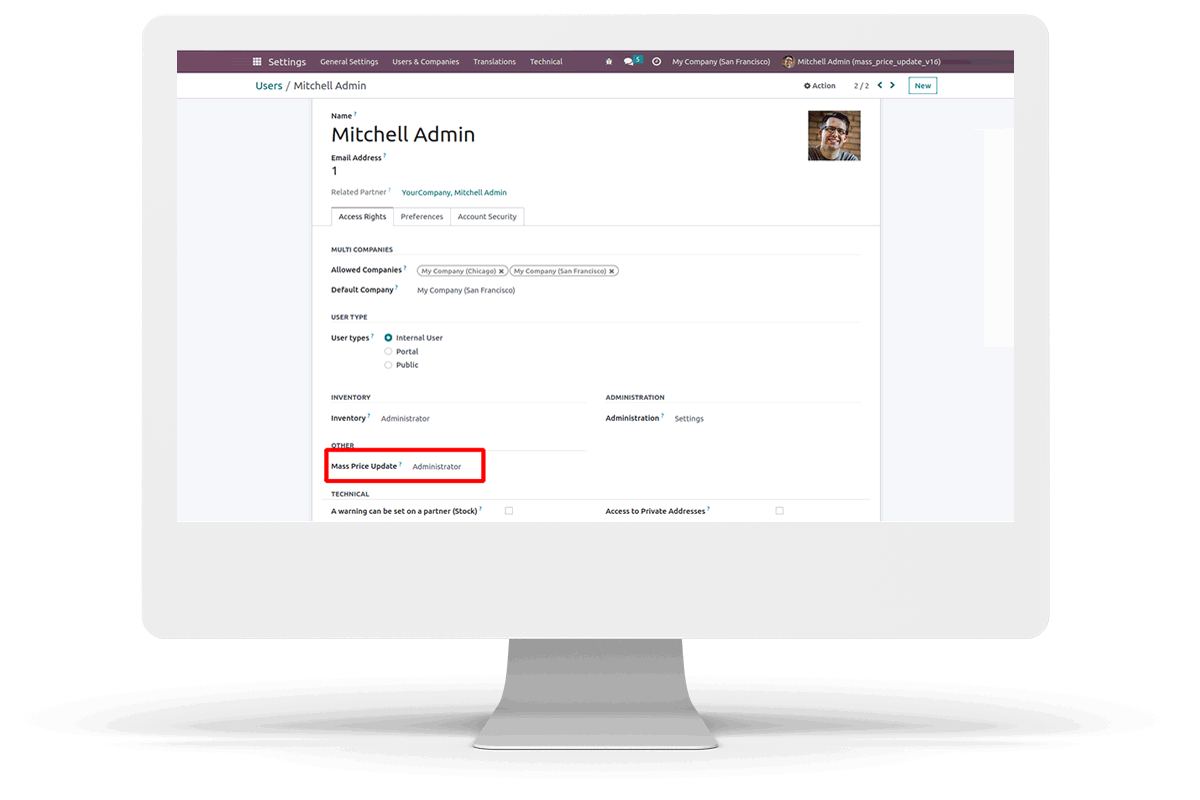 Settings General Settings Users & Companies Translations Technical 5 My Company (San Francisco) Mitchell Admin (mass_price_update_v16)
Users / Mitchell Admin Action 2 / 2 New
Name ?
Mitchell Admin
Email Address ?
1
Related Partner ? YourCompany, Mitchell Admin
Access Rights Preferences Account Security
MULTI COMPANIES
Allowed Companies ? My Company (Chicago) × My Company (San Francisco) ×
Default Company ? My Company (San Francisco)
USER TYPE
User types ? Internal User
Portal
Public
INVENTORY ADMINISTRATION
Inventory ? Administrator Administration ? Settings
OTHER
Mass Price Update ? Administrator
TECHNICAL
A warning can be set on a partner (Stock) ? Access to Private Addresses ?